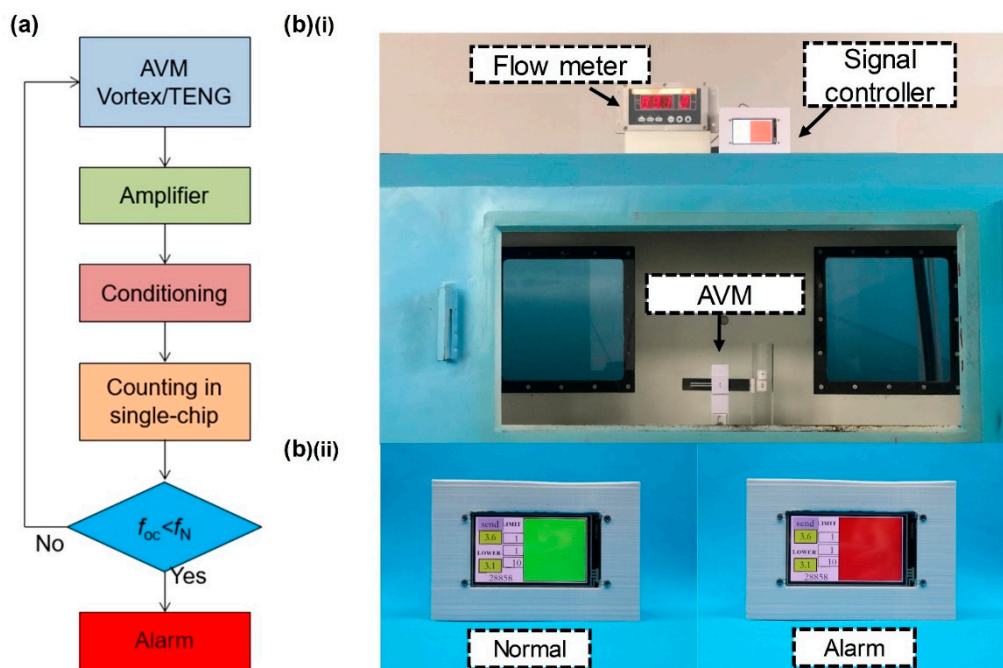 (a)
AVM
Vortex/TENG
Amplifier
Conditioning
Counting in
single-chip
foc<fN
No
Yes
Alarm
(b)(i)
Flow meter
Signal
controller
AVM
(b)(ii)
send
LIMIT
3.6
1
LOWER
1
3.1
10
28858
Normal
send
LIMIT
3.6
1
LOWER
1
3.1
10
28858
Alarm